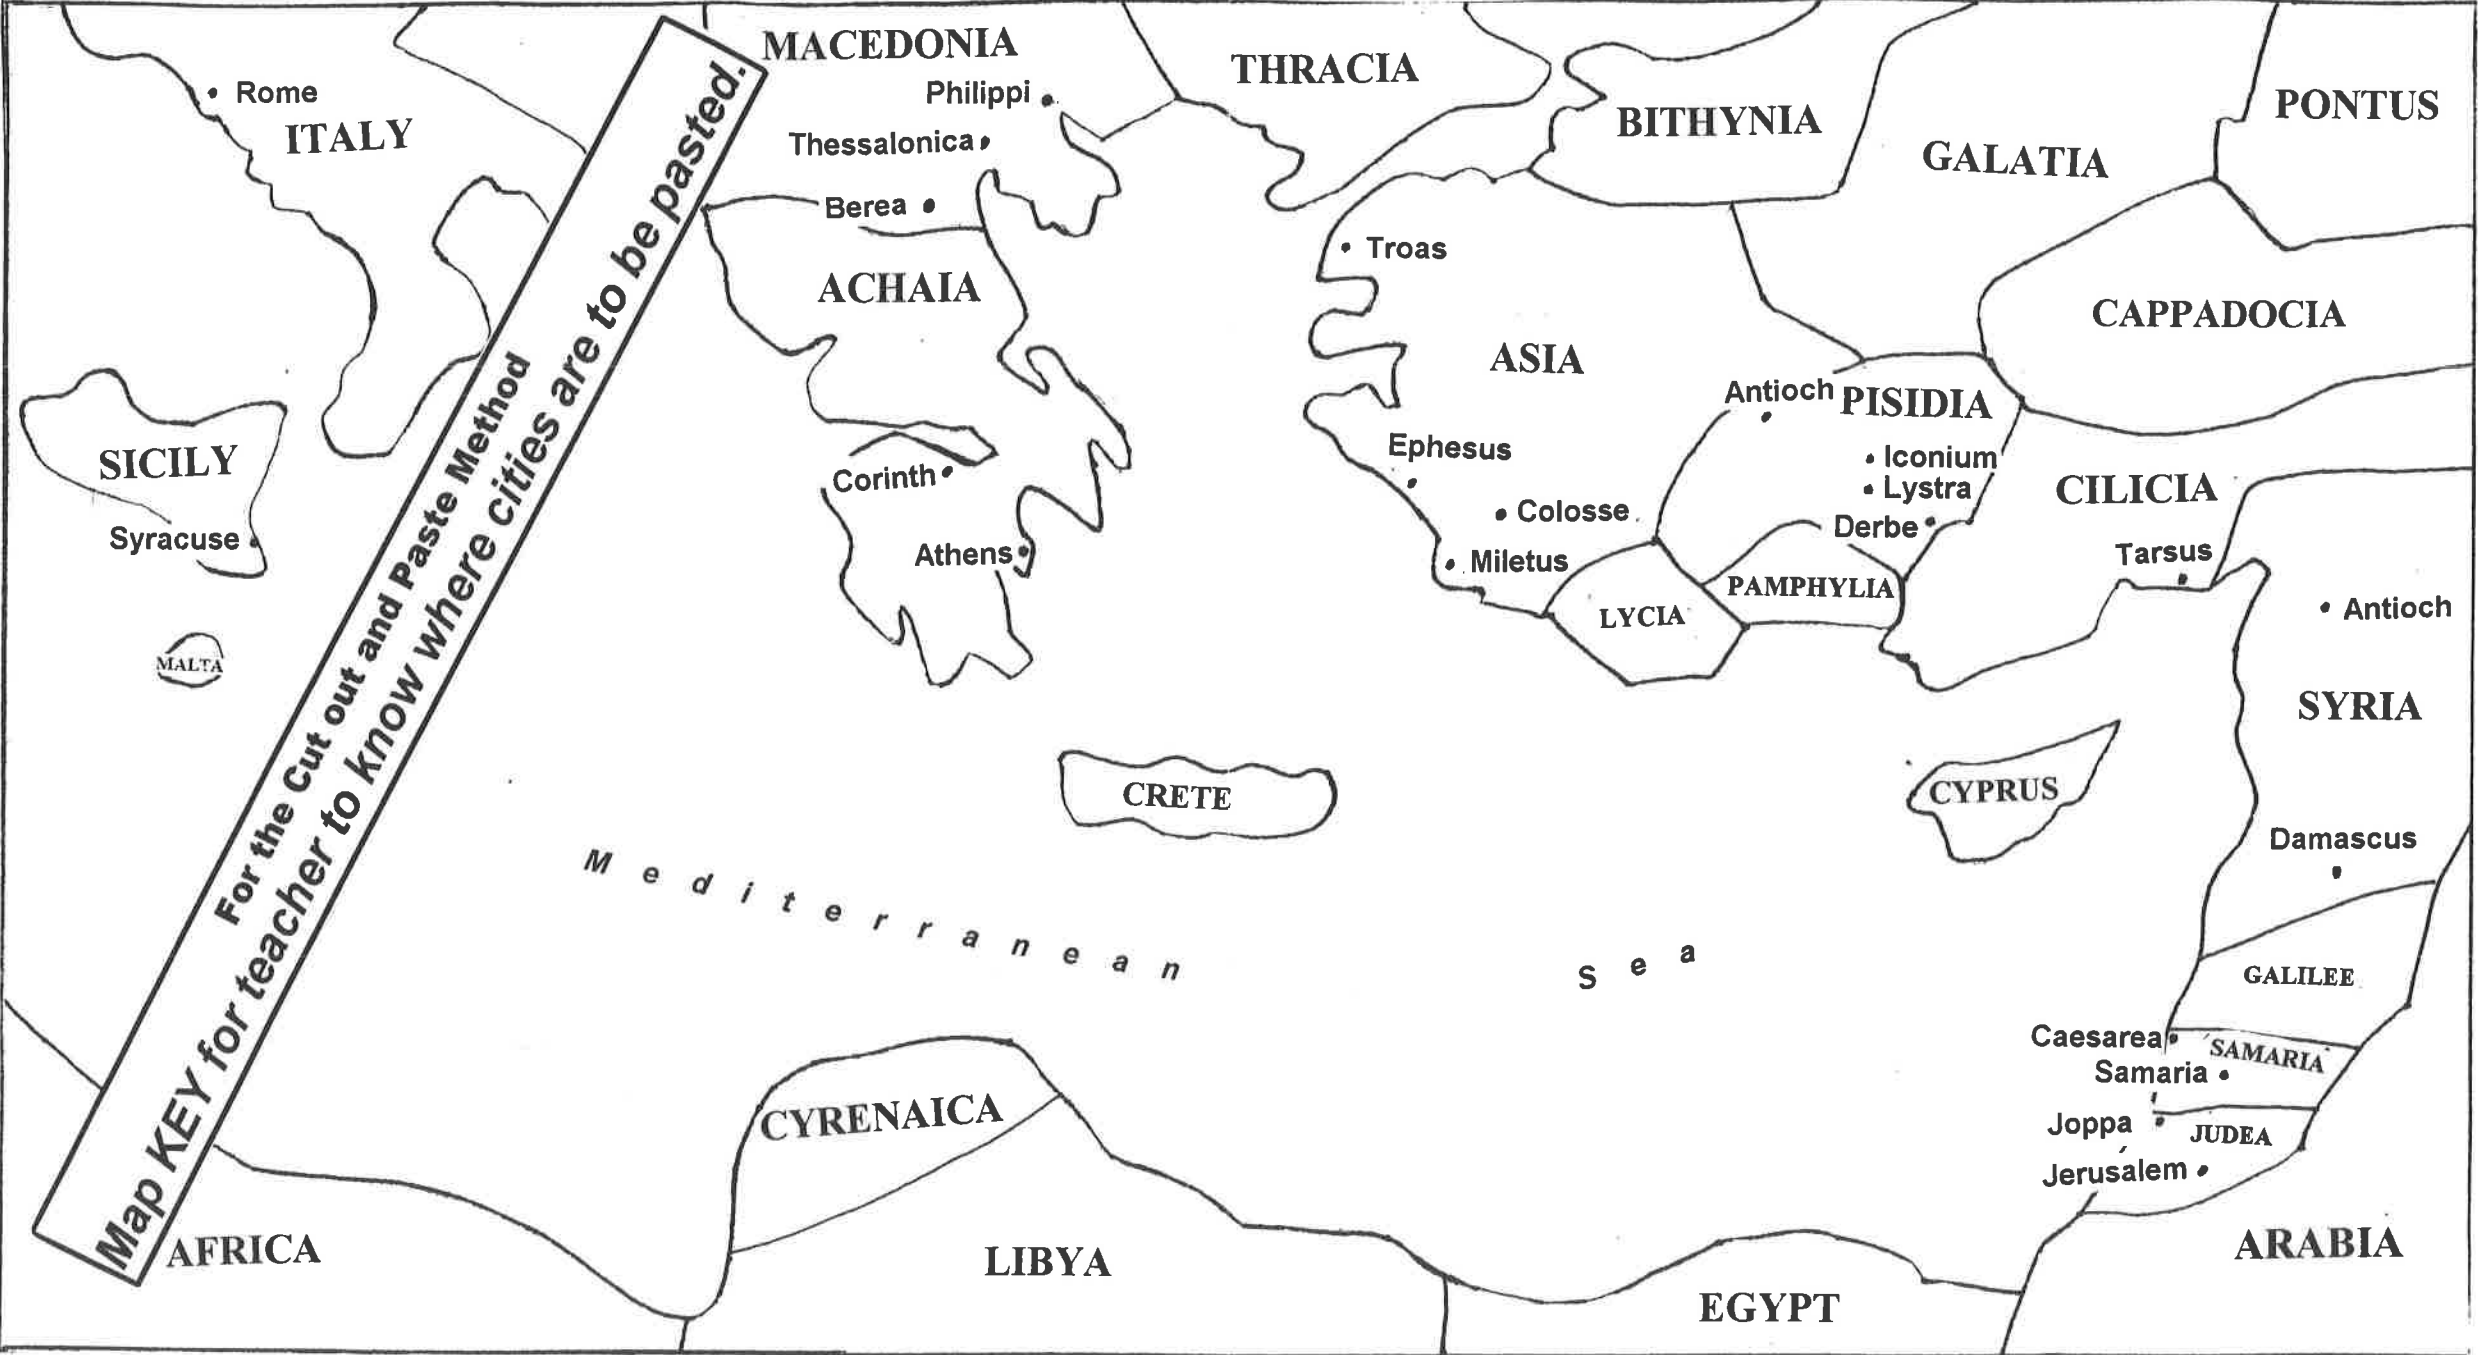 MACEDONIA
THRACIA
BITHYNIA
PONTUS
GALATIA
Rome
ITALY
Philippi
Thessalonica
Berea
ACHAIA
Troas
ASIA
CAPPADOCIA
Antioch
PISIDIA
Iconium
Lystra
Derbe
CILICIA
Tarsus
Ephesus
Colosse
Miletus
LYCIA
PAMPHYLIA
Corinth
Athens
SICILY
Syracuse
MALTA
For the Cut out and Paste Method
Map KEY for teacher to know where cities are to be pasted.
Antioch
SYRIA
CRETE
CYPRUS
Damascus
Mediterranean Sea
GALILEE
Caesarea
SAMARIA
Samaria
Joppa
JUDEA
Jerusalem
CYRENAICA
AFRICA
LIBYA
EGYPT
ARABIA